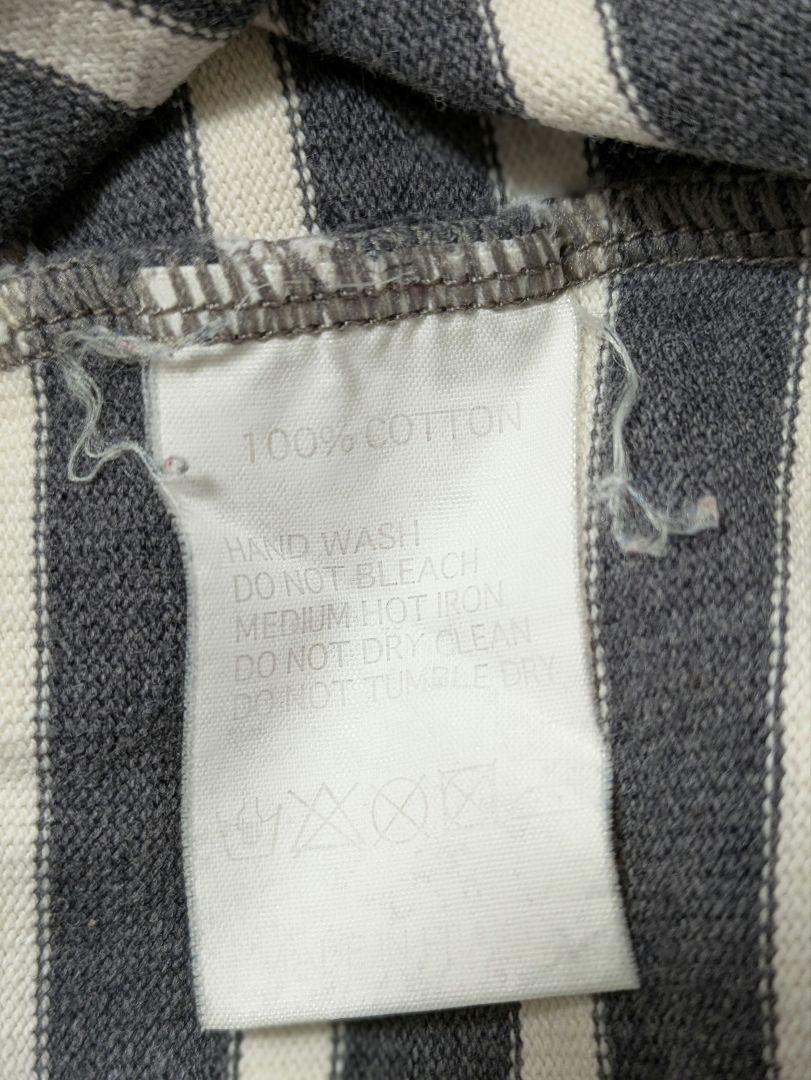 100% COTTON
HAND WASH
DO NOT BLEACH
MEDIUM HOT IRON
DO NOT DRY CLEAN
DO NOT TUMBLE DRY